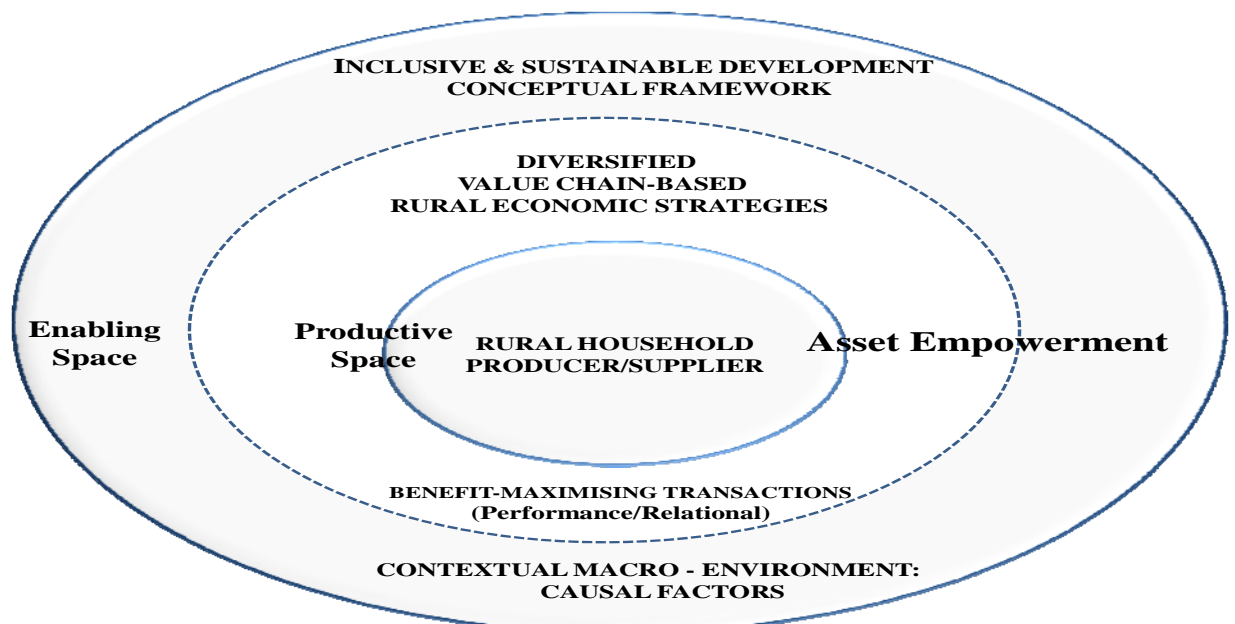 INCLUSIVE & SUSTAINABLE DEVELOPMENT
CONCEPTUAL FRAMEWORK
DIVERSIFIED
VALUE CHAIN-BASED
RURAL ECONOMIC STRATEGIES
Enabling
Space
Productive
Space
RURAL HOUSEHOLD
PRODUCER/SUPPLIER
Asset Empowerment
BENEFIT-MAXIMISING TRANSACTIONS
(Performance/Relational)
CONTEXTUAL MACRO - ENVIRONMENT:
CAUSAL FACTORS